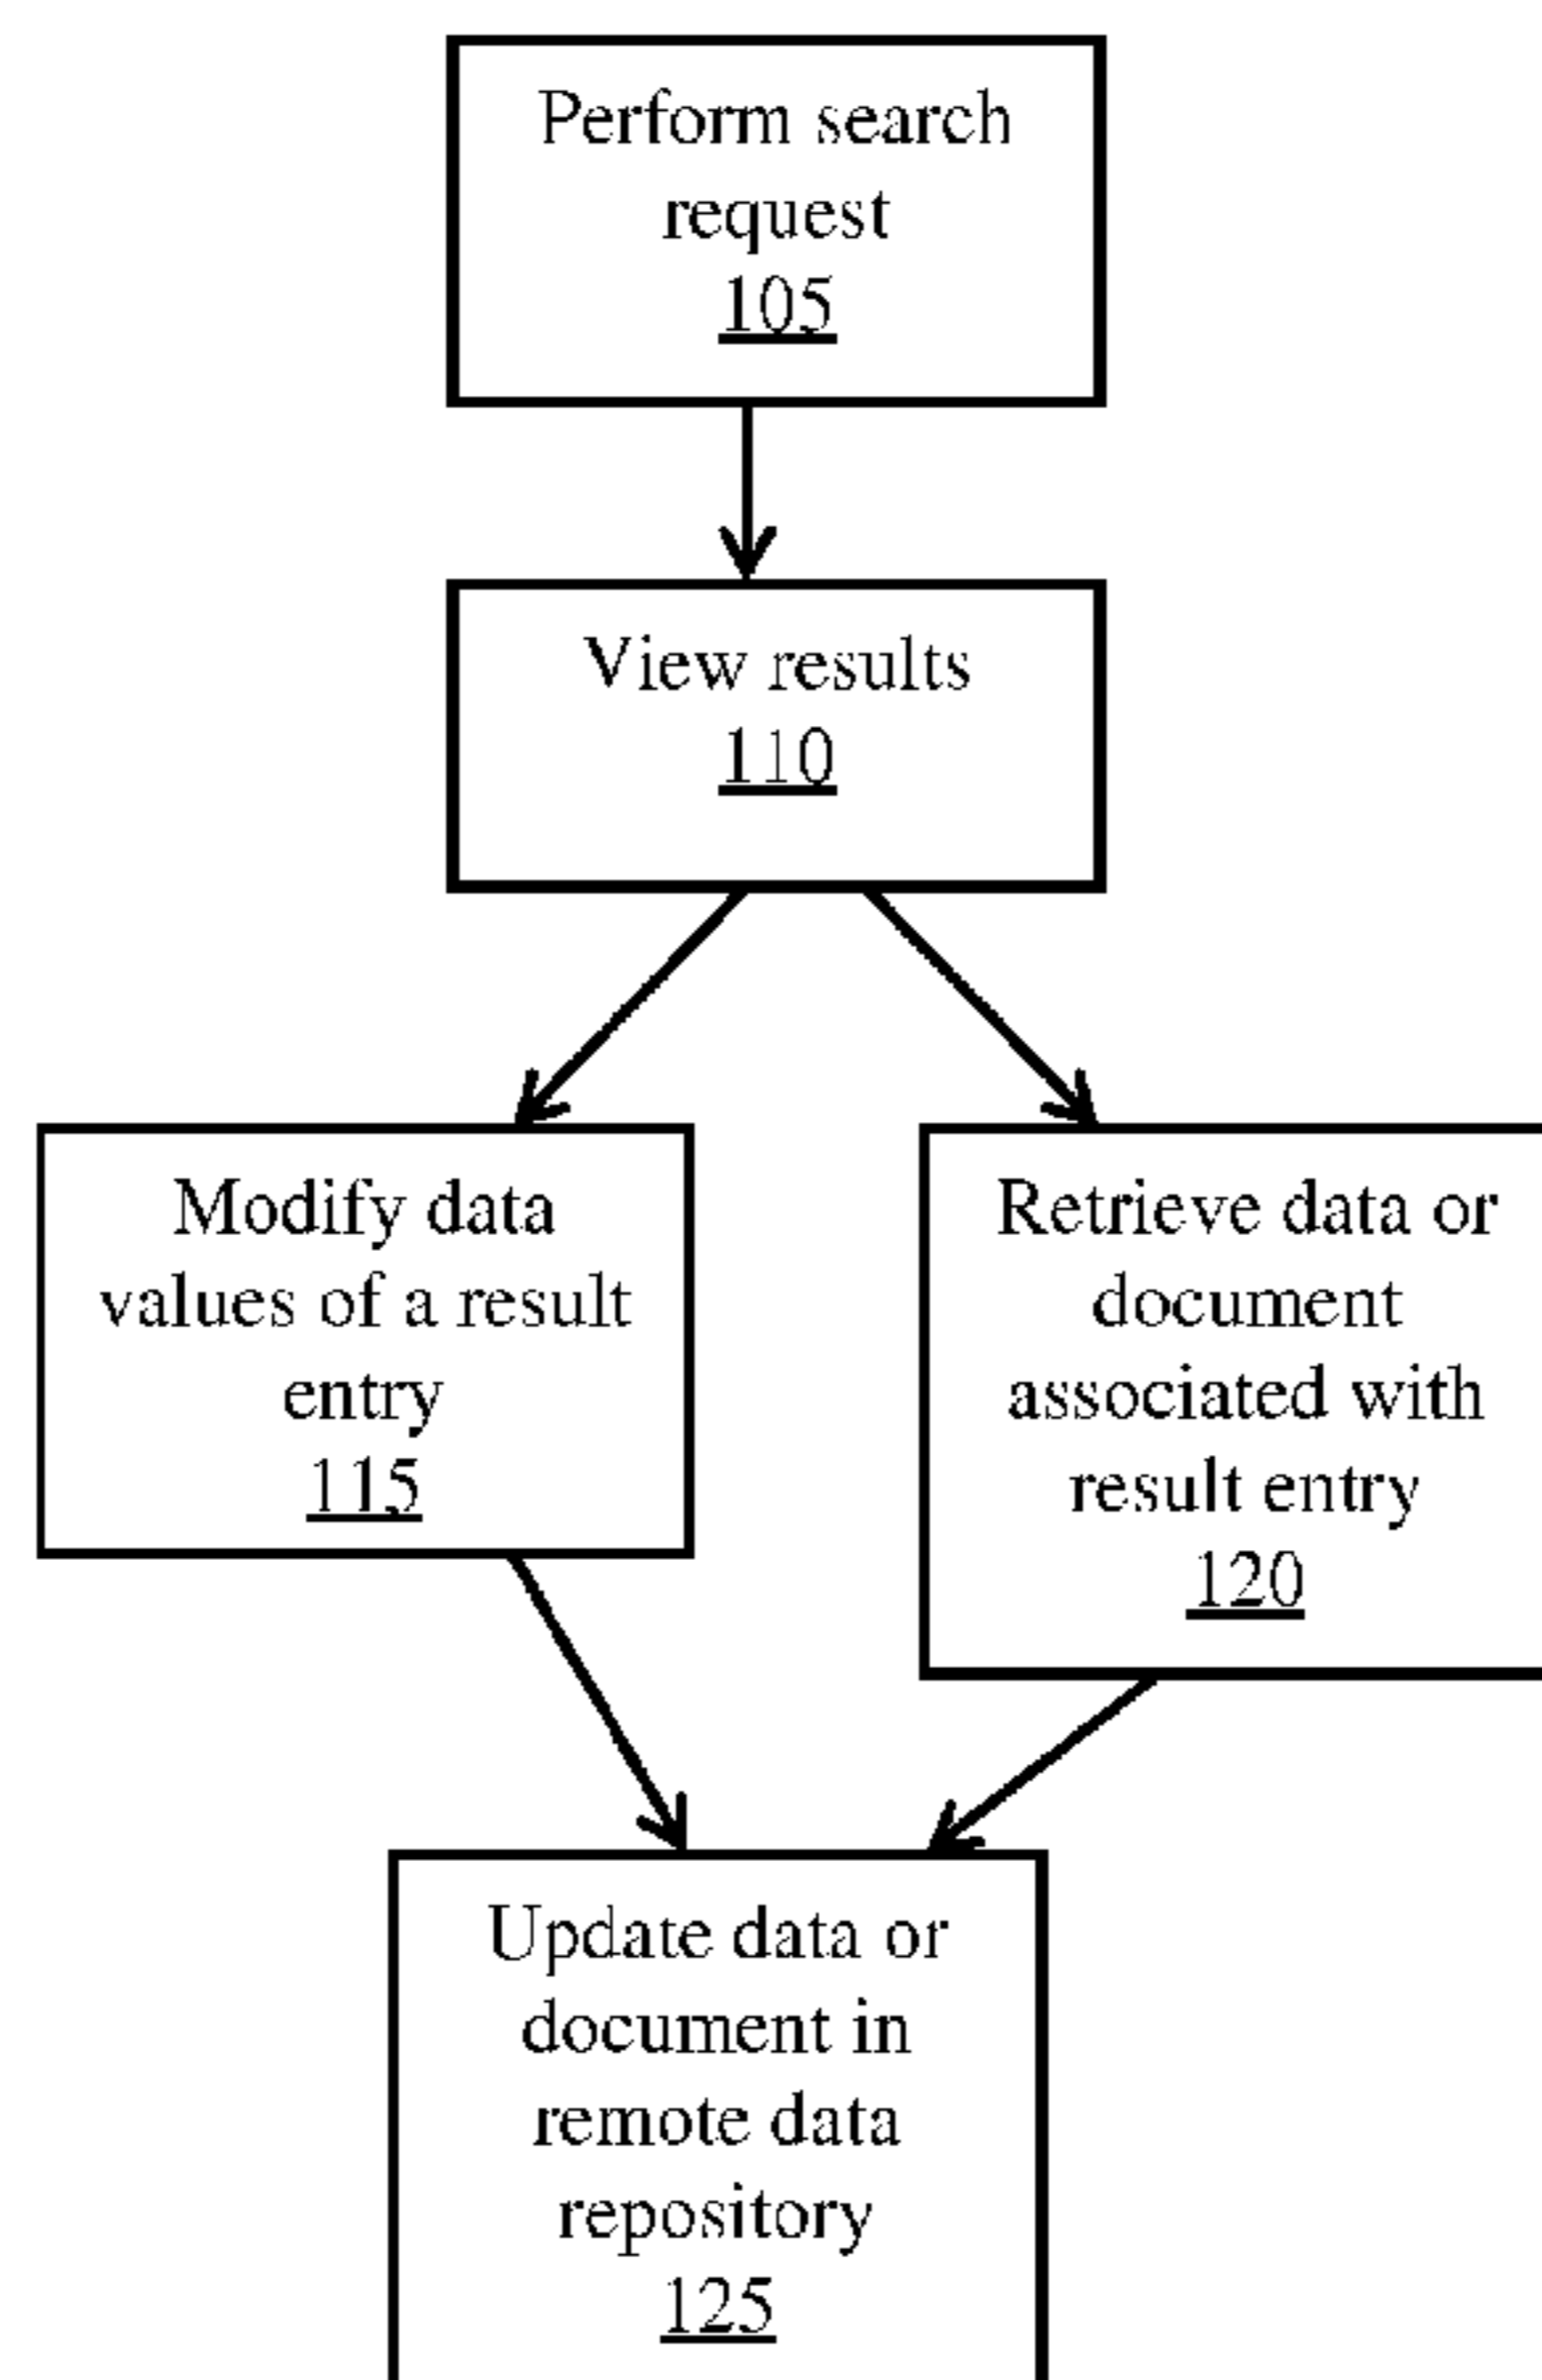 Perform search
request
105
View results
110
Modify data
values of a result
entry
115
Retrieve data or
document
associated with
result entry
120
Update data or
document in
remote data
repository
125